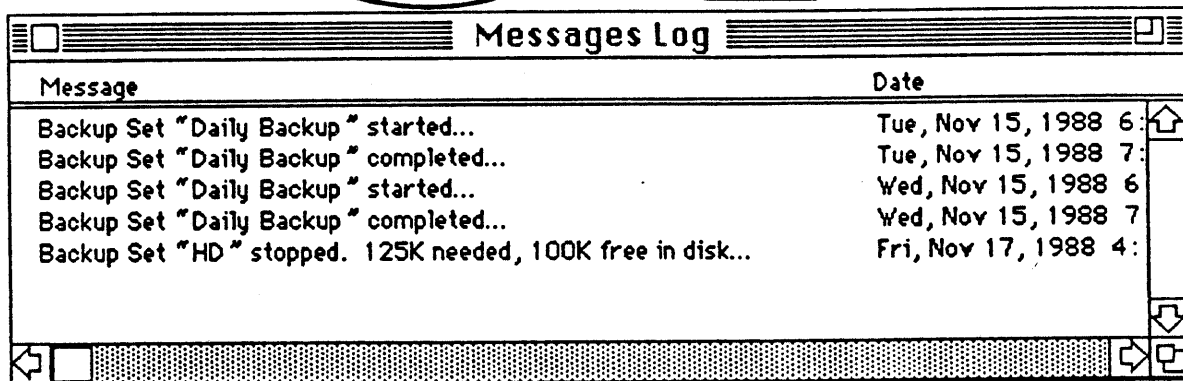 Messages Log
Message Date
Backup Set "Daily Backup" started... Tue, Nov 15, 1988 6:
Backup Set "Daily Backup" completed... Tue, Nov 15, 1988 7:
Backup Set "Daily Backup" started... Wed, Nov 15, 1988 6
Backup Set "Daily Backup" completed... Wed, Nov 15, 1988 7
Backup Set "HD" stopped. 125K needed, 100K free in disk... Fri, Nov 17, 1988 4: